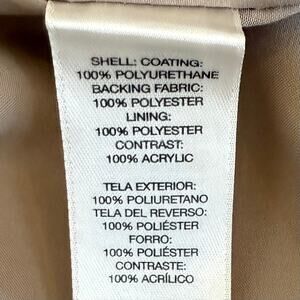 SHELL: COATING:
100% POLYURETHANE
BACKING FABRIC:
100% POLYESTER
LINING:
100% POLYESTER
CONTRAST:
100% ACRYLIC
TELA EXTERIOR:
100% POLIURETANO
TELA DEL REVERSO:
100% POLIÉSTER
FORRO:
100% POLIÉSTER
CONTRASTE:
100% ACRÍLICO